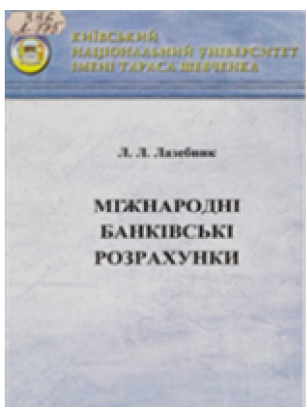 КИЇВСЬКИЙ
НАЦІОНАЛЬНИЙ УНІВЕРСИТЕТ
ІМЕНІ ТАРАСА ШЕВЧЕНКА
Л. Л. Лазебник
МІЖНАРОДНІ
БАНКІВСЬКІ
РОЗРАХУНКИ